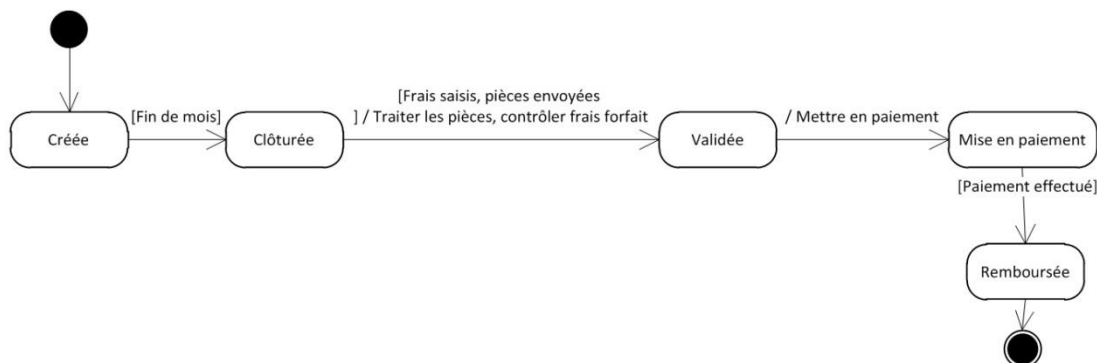 [Frais saisis, pièces envoyées
[Fin de mois]
] / Traiter les pièces, contrôler frais forfait
/ Mettre en paiement
Créée
Clôturée
Validée
Mise en paiement
[Paiement effectué]
Remboursée